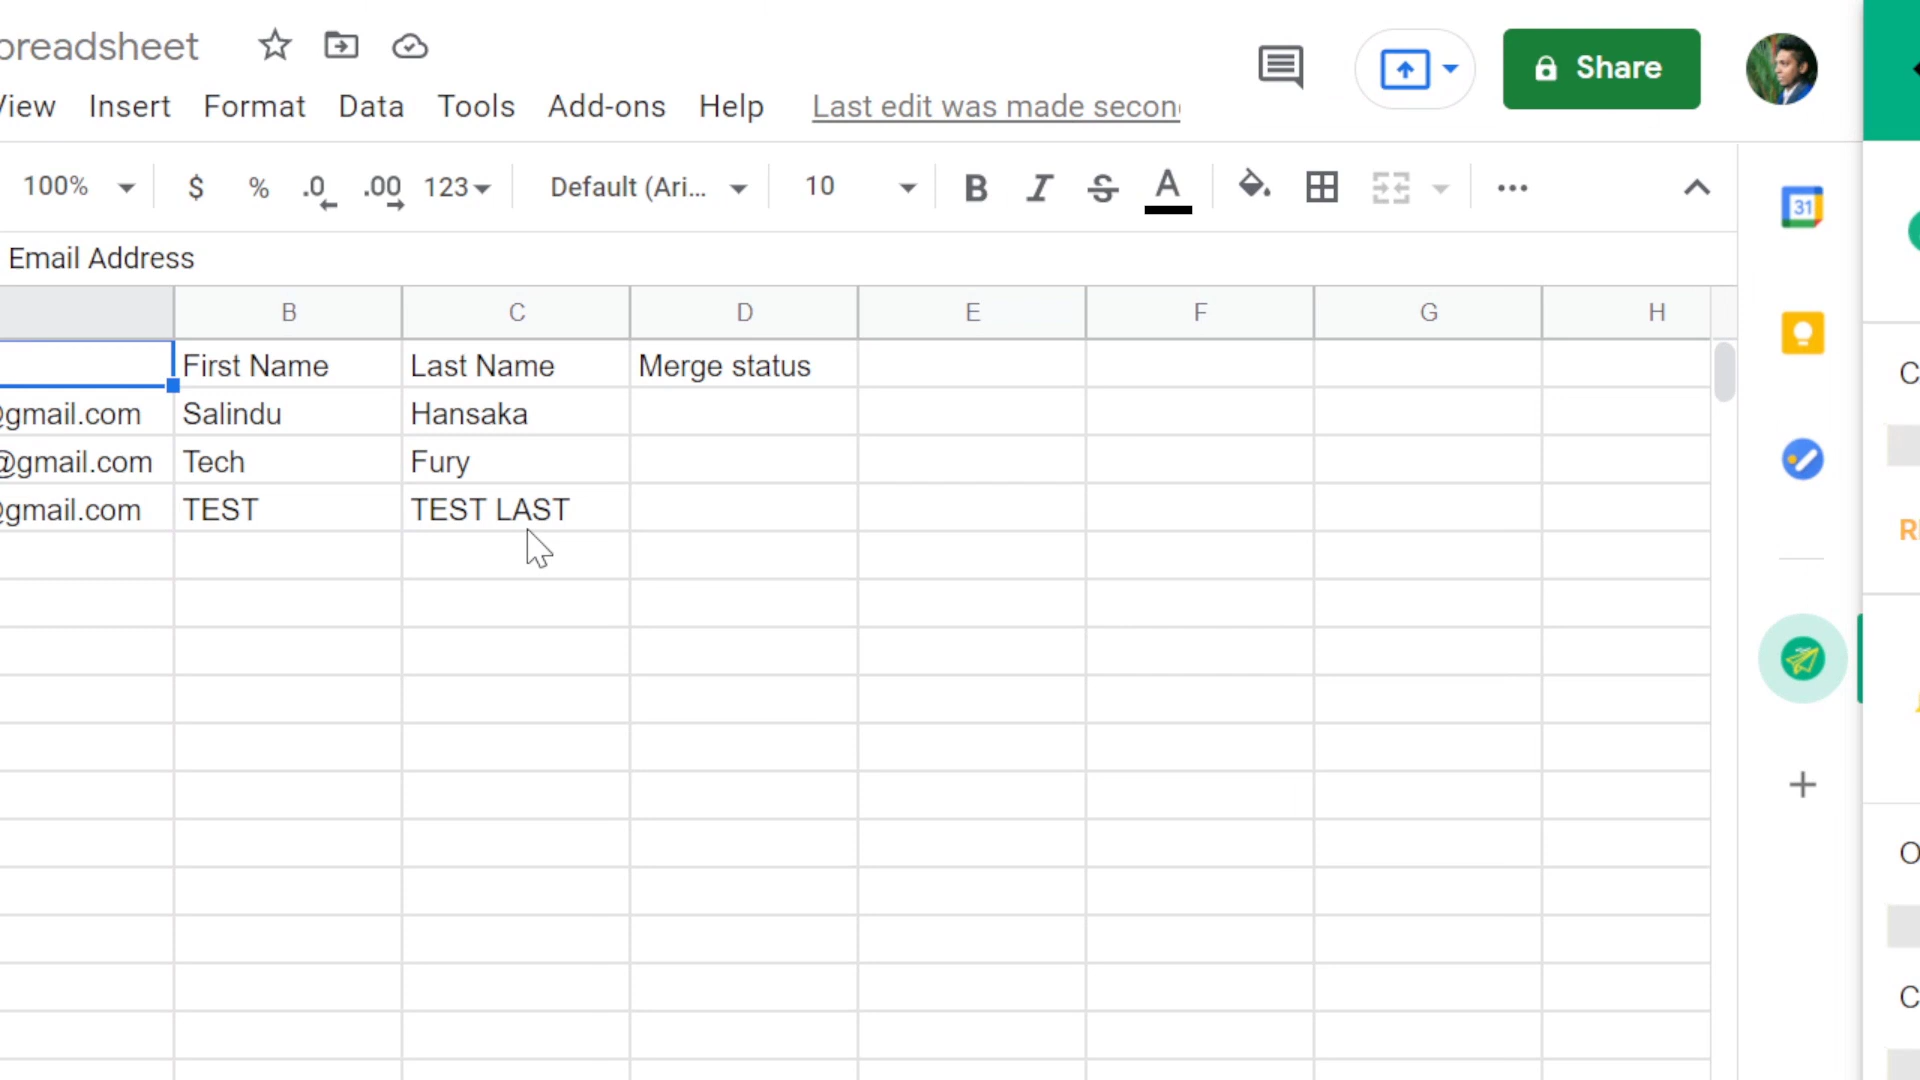 preadsheet
Share
View Insert Format Data Tools Add-ons Help Last edit was made secon
100% $ % .0 .00 123 Default (Ari... 10 B I S A
31
Email Address
B C D E F G H
First Name Last Name Merge status
@gmail.com Salindu Hansaka
@gmail.com Tech Fury
@gmail.com TEST TEST LAST